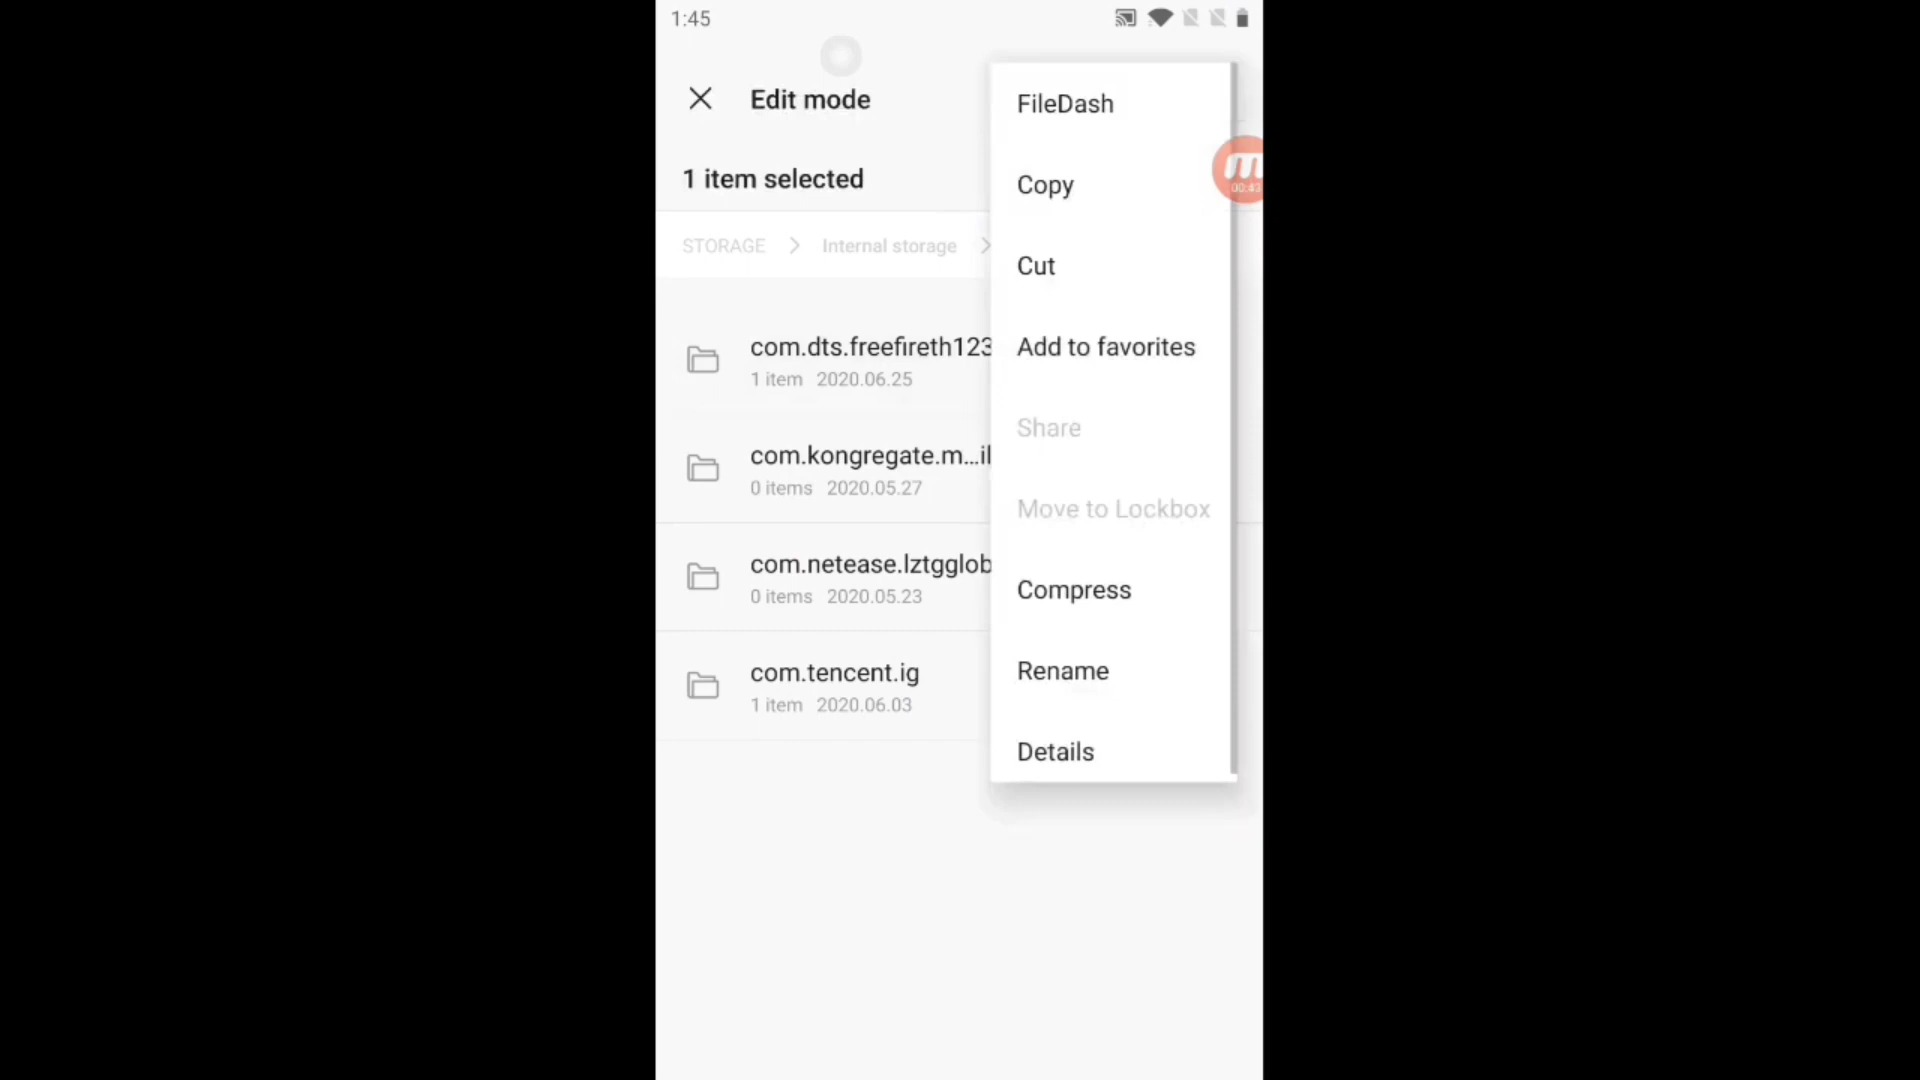 1:45
Edit mode
1 item selected
STORAGE > Internal storage >
com.dts.freefireth123
1 item 2020.06.25
com.kongregate.m...il
0 items 2020.05.27
com.netease.lztgglob
0 items 2020.05.23
com.tencent.ig
1 item 2020.06.03
FileDash
Copy
Cut
Add to favorites
Share
Move to Lockbox
Compress
Rename
Details
m
00:43